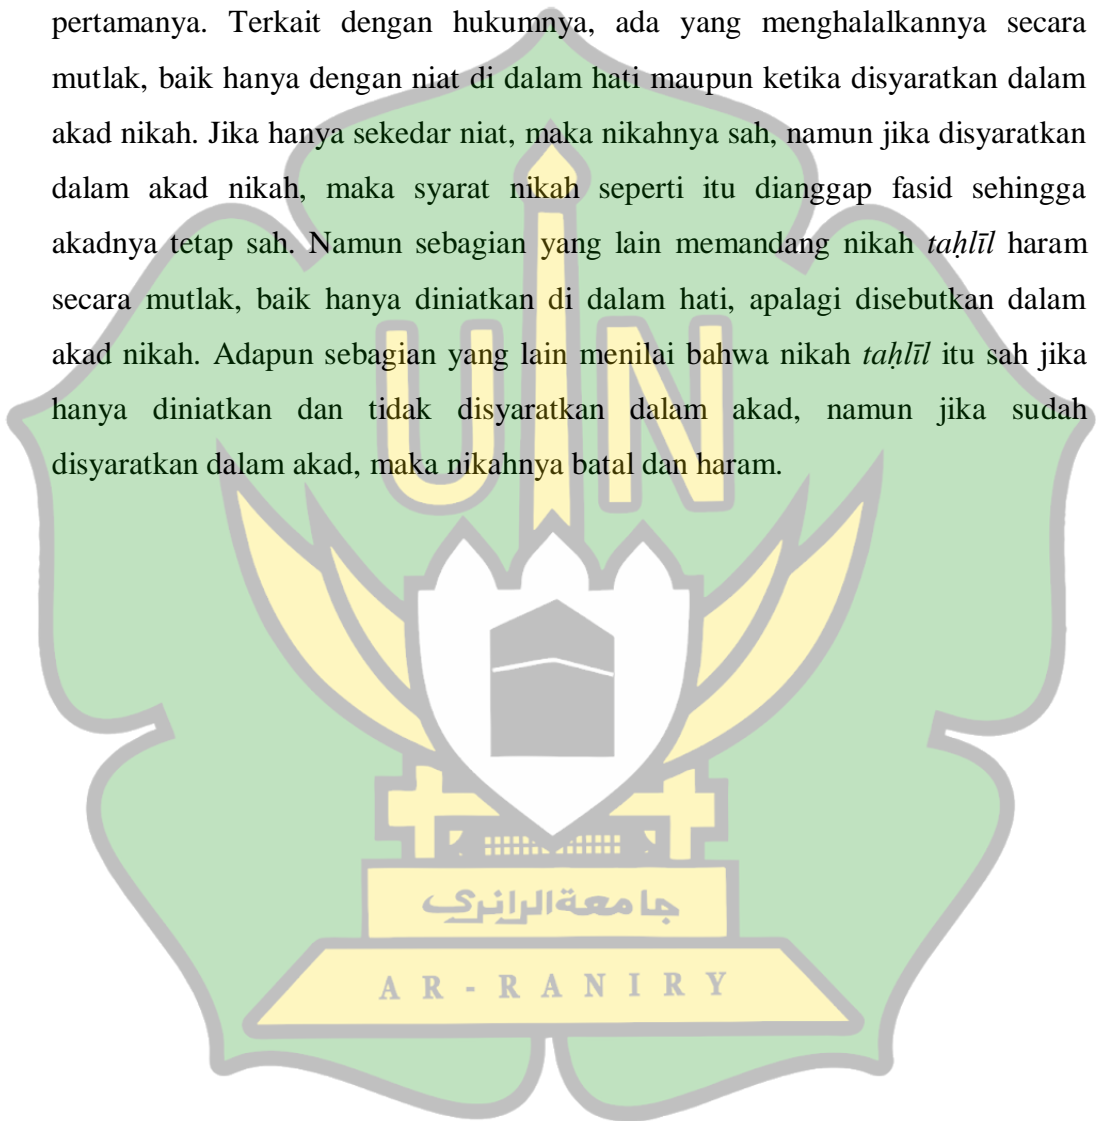 pertamanya. Terkait dengan hukumnya, ada yang menghalalkannya secara
mutlak, baik hanya dengan niat di dalam hati maupun ketika disyaratkan dalam
akad nikah. Jika hanya sekedar niat, maka nikahnya sah, namun jika disyaratkan
dalam akad nikah, maka syarat nikah seperti itu dianggap fasid sehingga
akadnya tetap sah. Namun sebagian yang lain memandang nikah taḥlīl haram
secara mutlak, baik hanya diniatkan di dalam hati, apalagi disebutkan dalam
akad nikah. Adapun sebagian yang lain menilai bahwa nikah taḥlīl itu sah jika
hanya diniatkan dan tidak disyaratkan dalam akad, namun jika sudah
disyaratkan dalam akad, maka nikahnya batal dan haram.
UIN
جامعة الرانري
AR-RANIRY